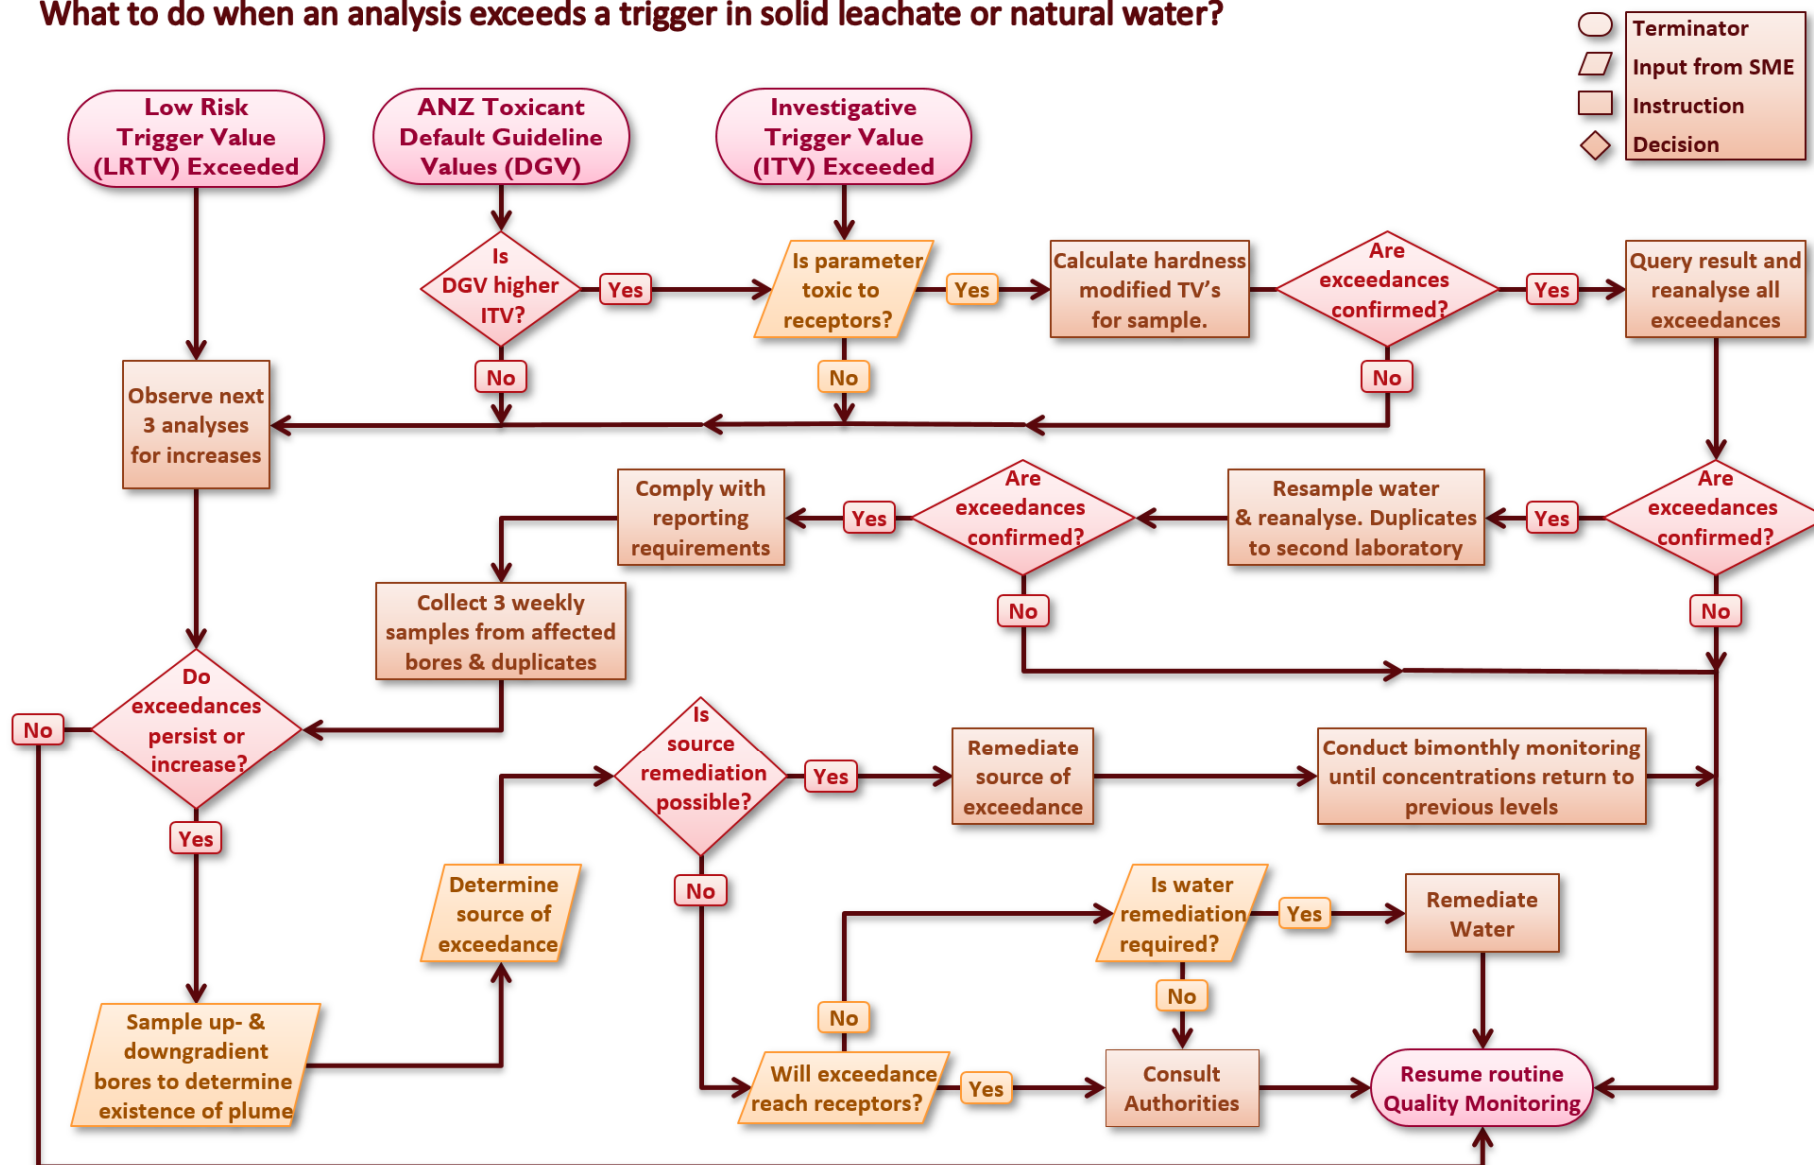 What to do when an analysis exceeds a trigger in solid leachate or natural water?
Terminator
Input from SME
Instruction
Decision
Low Risk
Trigger Value
(LRTV) Exceeded
ANZ Toxicant
Default Guideline
Values (DGV)
Investigative
Trigger Value
(ITV) Exceeded
Is
DGV higher
ITV?
Yes
No
Is parameter
toxic to
receptors?
Yes
No
Calculate hardness
modified TV's
for sample.
Are
exceedances
confirmed?
Yes
No
Query result and
reanalyse all
exceedances
Observe next
3 analyses
for increases
Comply with
reporting
requirements
Yes
Are
exceedances
confirmed?
No
Resample water
& reanalyse. Duplicates
to second laboratory
Yes
Are
exceedances
confirmed?
No
Collect 3 weekly
samples from affected
bores & duplicates
No
Do
exceedances
persist or
increase?
Yes
Is
source
remediation
possible?
Yes
No
Remediate
source of
exceedance
Conduct bimonthly monitoring
until concentrations return to
previous levels
Determine
source of
exceedance
Is water
remediation
required?
Yes
No
Remediate
Water
Sample up- &
downgradient
bores to determine
existence of plume
No
Will exceedance
reach receptors?
Yes
Consult
Authorities
Resume routine
Quality Monitoring